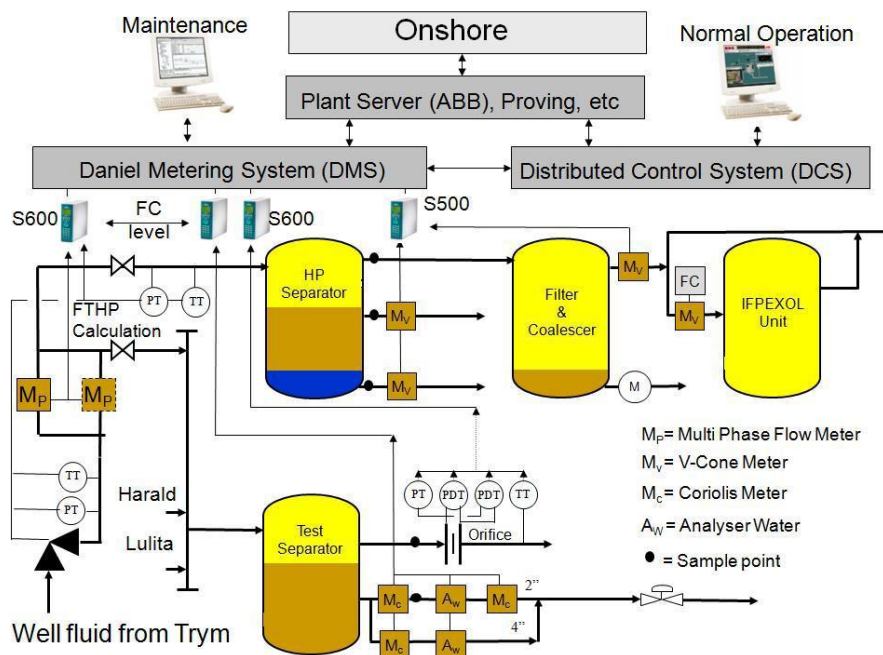 Maintenance
Onshore
Normal Operation
Plant Server (ABB), Proving, etc
Daniel Metering System (DMS)
Distributed Control System (DCS)
S600
FC
level
S600
S500
HP
Separator
Filter
&
Coalescer
IFPEXOL
Unit
FC
PT
TT
FTHP
Calculation
MV
MV
MV
MV
M
MP
MP
TT
PT
Harald
Lulita
Well fluid from Trym
PT
PDT
PDT
TT
Orifice
Test
Separator
Mc
Aw
Mc
2”
Mc
Aw
4”
MP= Multi Phase Flow Meter
Mv= V-Cone Meter
Mc= Coriolis Meter
AW= Analyser Water
= Sample point